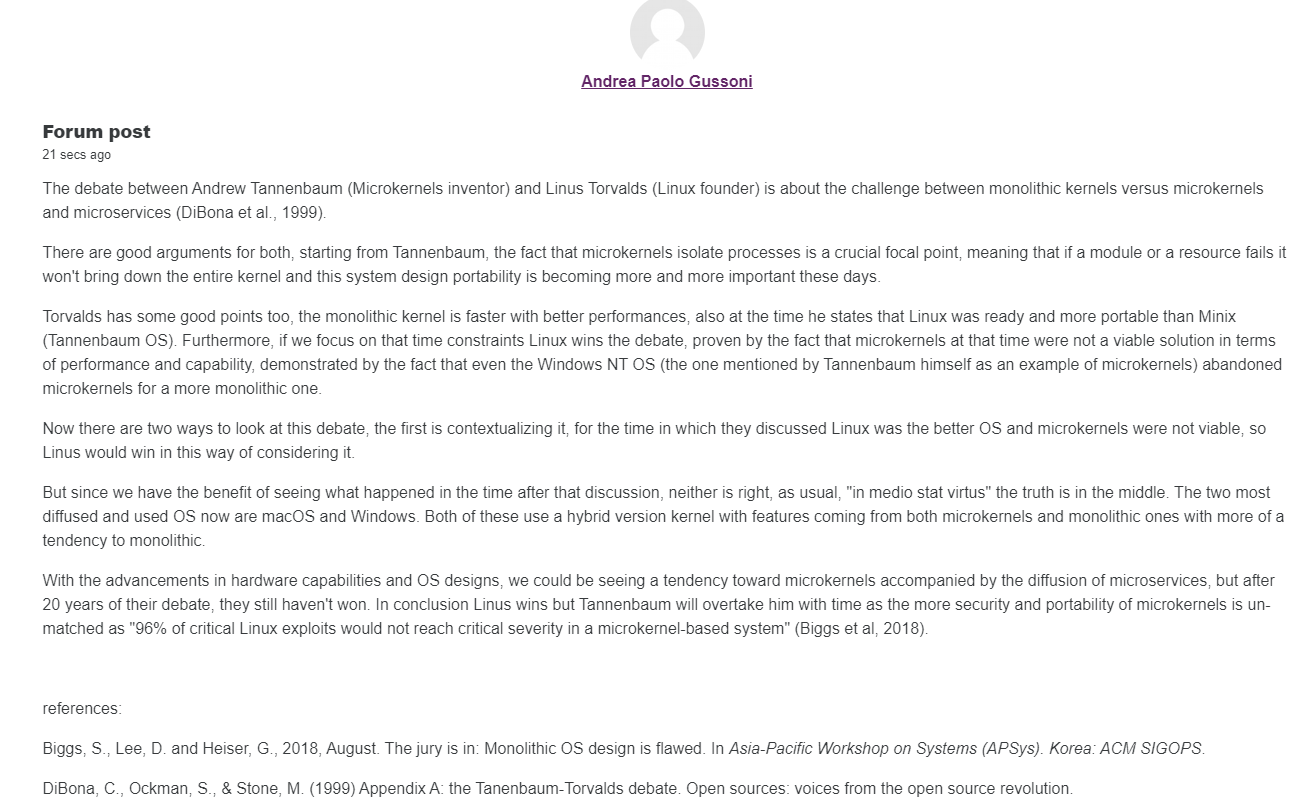 Andrea Paolo Gussoni
Forum post
21 secs ago
The debate between Andrew Tannenbaum (Microkernels inventor) and Linus Torvalds (Linux founder) is about the challenge between monolithic kernels versus microkernels
and microservices (DiBona et al., 1999).
There are good arguments for both, starting from Tannenbaum, the fact that microkernels isolate processes is a crucial focal point, meaning that if a module or a resource fails it
won't bring down the entire kernel and this system design portability is becoming more and more important these days.
Torvalds has some good points too, the monolithic kernel is faster with better performances, also at the time he states that Linux was ready and more portable than Minix
(Tannenbaum OS). Furthermore, if we focus on that time constraints Linux wins the debate, proven by the fact that microkernels at that time were not a viable solution in terms
of performance and capability, demonstrated by the fact that even the Windows NT OS (the one mentioned by Tannenbaum himself as an example of microkernels) abandoned
microkernels for a more monolithic one.
Now there are two ways to look at this debate, the first is contextualizing it, for the time in which they discussed Linux was the better OS and microkernels were not viable, so
Linus would win in this way of considering it.
But since we have the benefit of seeing what happened in the time after that discussion, neither is right, as usual, "in medio stat virtus" the truth is in the middle. The two most
diffused and used OS now are macOS and Windows. Both of these use a hybrid version kernel with features coming from both microkernels and monolithic ones with more of a
tendency to monolithic.
With the advancements in hardware capabilities and OS designs, we could be seeing a tendency toward microkernels accompanied by the diffusion of microservices, but after
20 years of their debate, they still haven't won. In conclusion Linus wins but Tannenbaum will overtake him with time as the more security and portability of microkernels is un-
matched as "96% of critical Linux exploits would not reach critical severity in a microkernel-based system" (Biggs et al, 2018).
references:
Biggs, S., Lee, D. and Heiser, G., 2018, August. The jury is in: Monolithic OS design is flawed. In Asia-Pacific Workshop on Systems (APSys). Korea: ACM SIGOPS.
DiBona, C., Ockman, S., & Stone, M. (1999) Appendix A: the Tanenbaum-Torvalds debate. Open sources: voices from the open source revolution.